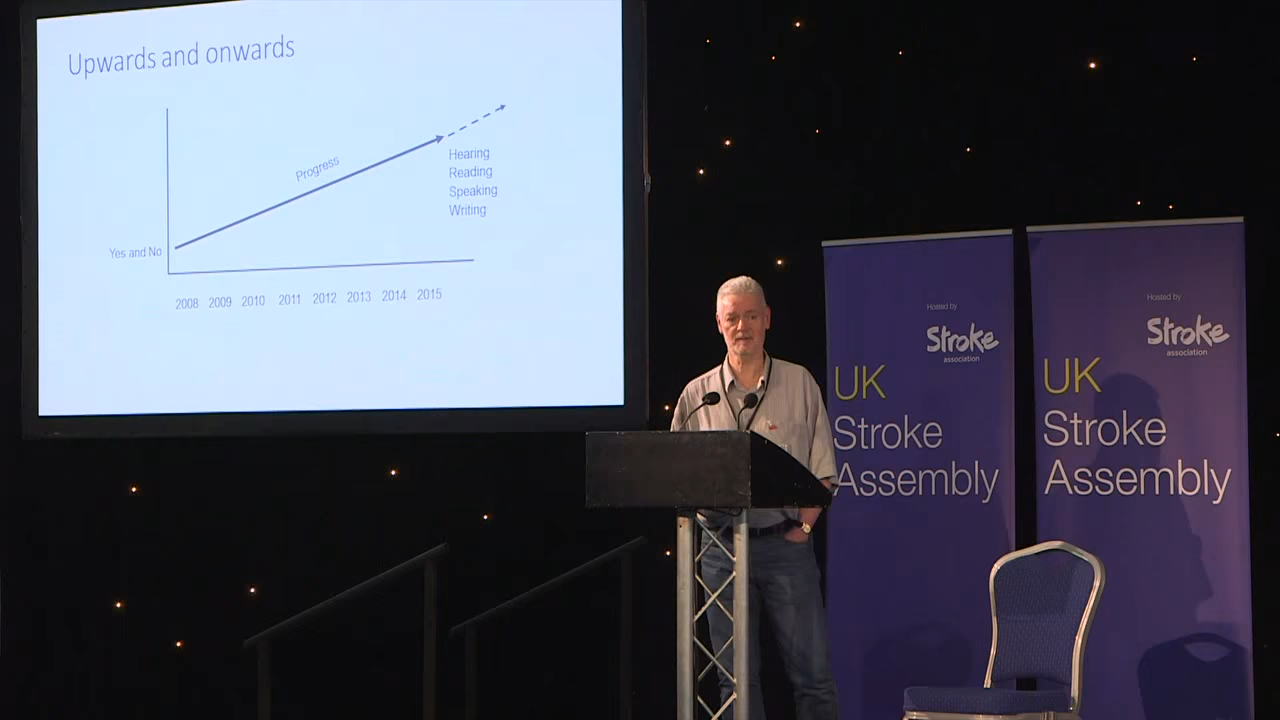 Upwards and onwards
Progress
Hearing
Reading
Speaking
Writing
Yes and No
2008 2009 2010 2011 2012 2013 2014 2015
Hosted by
Stroke
association
UK
Stroke
Assembly
Hosted by
Stroke
association
UK
Stroke
Assembly